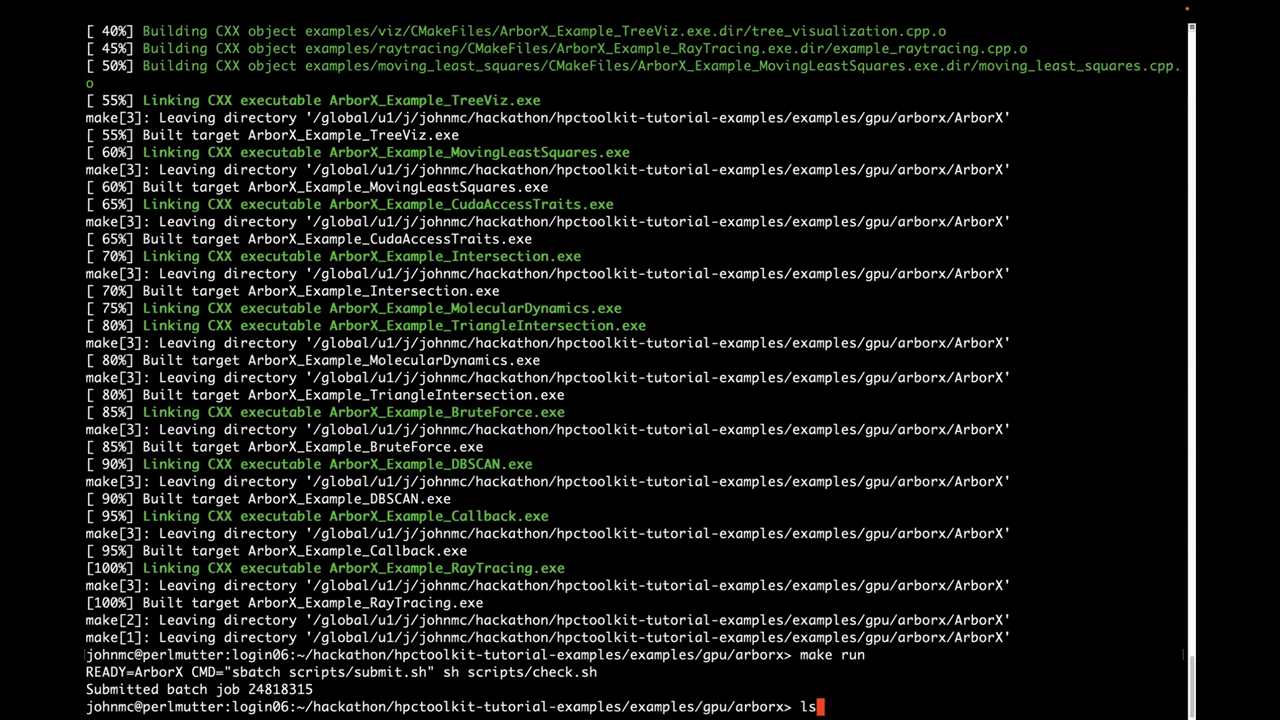 [ 40%] Building CXX object examples/viz/CMakeFiles/ArborX_Example_TreeViz.exe.dir/tree_visualization.cpp.o
[ 45%] Building CXX object examples/raytracing/CMakeFiles/ArborX_Example_RayTracing.exe.dir/example_raytracing.cpp.o
[ 50%] Building CXX object examples/moving_least_squares/CMakeFiles/ArborX_Example_MovingLeastSquares.exe.dir/moving_least_squares.cpp.
o
[ 55%] Linking CXX executable ArborX_Example_TreeViz.exe
make[3]: Leaving directory '/global/u1/j/johnmc/hackathon/hpctoolkit-tutorial-examples/examples/gpu/arborx/ArborX'
[ 55%] Built target ArborX_Example_TreeViz.exe
[ 60%] Linking CXX executable ArborX_Example_MovingLeastSquares.exe
make[3]: Leaving directory '/global/u1/j/johnmc/hackathon/hpctoolkit-tutorial-examples/examples/gpu/arborx/ArborX'
[ 60%] Built target ArborX_Example_MovingLeastSquares.exe
[ 65%] Linking CXX executable ArborX_Example_CudaAccessTraits.exe
make[3]: Leaving directory '/global/u1/j/johnmc/hackathon/hpctoolkit-tutorial-examples/examples/gpu/arborx/ArborX'
[ 65%] Built target ArborX_Example_CudaAccessTraits.exe
[ 70%] Linking CXX executable ArborX_Example_Intersection.exe
make[3]: Leaving directory '/global/u1/j/johnmc/hackathon/hpctoolkit-tutorial-examples/examples/gpu/arborx/ArborX'
[ 70%] Built target ArborX_Example_Intersection.exe
[ 75%] Linking CXX executable ArborX_Example_MolecularDynamics.exe
[ 80%] Linking CXX executable ArborX_Example_TriangleIntersection.exe
make[3]: Leaving directory '/global/u1/j/johnmc/hackathon/hpctoolkit-tutorial-examples/examples/gpu/arborx/ArborX'
[ 80%] Built target ArborX_Example_MolecularDynamics.exe
make[3]: Leaving directory '/global/u1/j/johnmc/hackathon/hpctoolkit-tutorial-examples/examples/gpu/arborx/ArborX'
[ 80%] Built target ArborX_Example_TriangleIntersection.exe
[ 85%] Linking CXX executable ArborX_Example_BruteForce.exe
make[3]: Leaving directory '/global/u1/j/johnmc/hackathon/hpctoolkit-tutorial-examples/examples/gpu/arborx/ArborX'
[ 85%] Built target ArborX_Example_BruteForce.exe
[ 90%] Linking CXX executable ArborX_Example_DBSCAN.exe
make[3]: Leaving directory '/global/u1/j/johnmc/hackathon/hpctoolkit-tutorial-examples/examples/gpu/arborx/ArborX'
[ 90%] Built target ArborX_Example_DBSCAN.exe
[ 95%] Linking CXX executable ArborX_Example_Callback.exe
make[3]: Leaving directory '/global/u1/j/johnmc/hackathon/hpctoolkit-tutorial-examples/examples/gpu/arborx/ArborX'
[ 95%] Built target ArborX_Example_Callback.exe
[100%] Linking CXX executable ArborX_Example_RayTracing.exe
make[3]: Leaving directory '/global/u1/j/johnmc/hackathon/hpctoolkit-tutorial-examples/examples/gpu/arborx/ArborX'
[100%] Built target ArborX_Example_RayTracing.exe
make[2]: Leaving directory '/global/u1/j/johnmc/hackathon/hpctoolkit-tutorial-examples/examples/gpu/arborx/ArborX'
make[1]: Leaving directory '/global/u1/j/johnmc/hackathon/hpctoolkit-tutorial-examples/examples/gpu/arborx/ArborX'
johnmc@perlmutter:login06:~/hackathon/hpctoolkit-tutorial-examples/examples/gpu/arborx> make run
READY=ArborX CMD="sbatch scripts/submit.sh" sh scripts/check.sh
Submitted batch job 24818315
johnmc@perlmutter:login06:~/hackathon/hpctoolkit-tutorial-examples/examples/gpu/arborx> ls